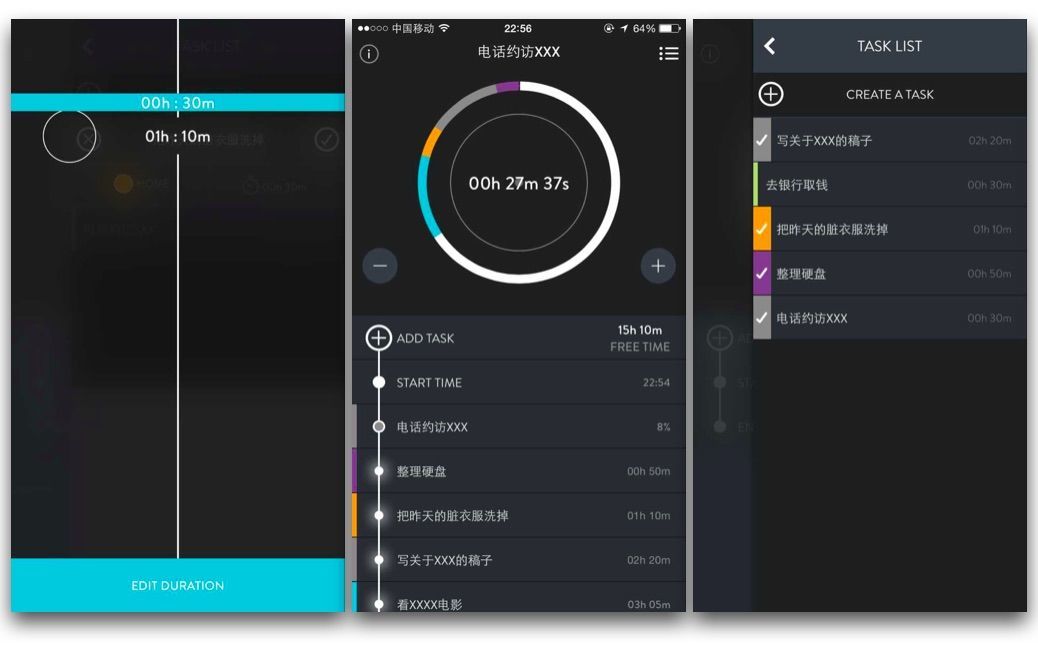 00h : 30m
01h : 10m
EDIT DURATION
中国移动
22:56
64%
电话约访XXX
00h 27m 37s
ADD TASK
15h 10m
FREE TIME
START TIME
22:54
电话约访XXX
8%
整理硬盘
00h 50m
把昨天的脏衣服洗掉
01h 10m
写关于XXX的稿子
02h 20m
看XXXX电影
03h 05m
TASK LIST
CREATE A TASK
写关于XXX的稿子
02h 20m
去银行取钱
00h 30m
把昨天的脏衣服洗掉
01h 10m
整理硬盘
00h 50m
电话约访XXX
00h 30m